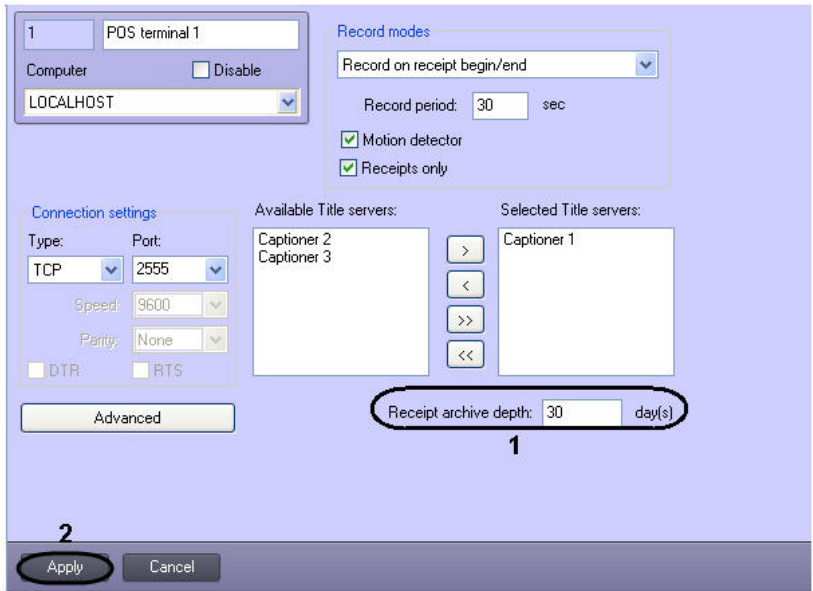 1
POS terminal 1
Computer
Disable
LOCALHOST
Record modes
Record on receipt begin/end
Record period: 30 sec
Motion detector
Receipts only
Connection settings
Type: Port:
TCP 2555
Speed: 9600
Parity: None
DTR RTS
Advanced
Available Title servers:
Captioner 2
Captioner 3
>
<
>>
<<
Selected Title servers:
Captioner 1
Receipt archive depth: 30 day(s)
1
2
Apply Cancel